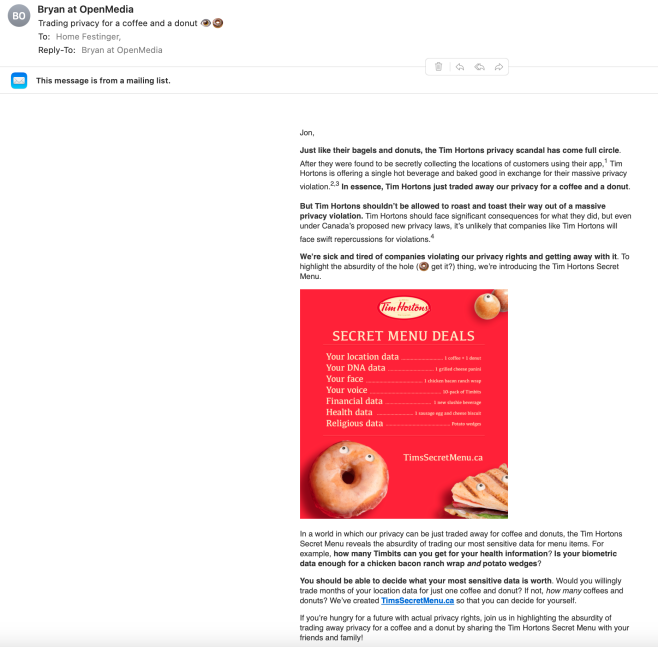 BO
Bryan at OpenMedia
Trading privacy for a coffee and a donut 👁️🍩
To: Home Festinger,
Reply-To: Bryan at OpenMedia
This message is from a mailing list.
Jon,
Just like their bagels and donuts, the Tim Hortons privacy scandal has come full circle.
After they were found to be secretly collecting the locations of customers using their app,1 Tim
Hortons is offering a single hot beverage and baked good in exchange for their massive privacy
violation.2,3 In essence, Tim Hortons just traded away our privacy for a coffee and a donut.
But Tim Hortons shouldn't be allowed to roast and toast their way out of a massive
privacy violation. Tim Hortons should face significant consequences for what they did, but even
under Canada's proposed new privacy laws, it's unlikely that companies like Tim Hortons will
face swift repercussions for violations.4
We're sick and tired of companies violating our privacy rights and getting away with it. To
highlight the absurdity of the hole (🍩 get it?) thing, we're introducing the Tim Hortons Secret
Menu.
Tim Hortons
SECRET MENU DEALS
Your location data 1 coffee + 1 donut
Your DNA data 1 grilled cheese panini
Your face 1 chicken bacon ranch wrap
Your voice 10-pack of Timbits
Financial data 1 new slushie beverage
Health data 1 sausage egg and cheese biscuit
Religious data Potato wedges
TimsSecretMenu.ca
In a world in which our privacy can be just traded away for coffee and donuts, the Tim Hortons
Secret Menu reveals the absurdity of trading our most sensitive data for menu items. For
example, how many Timbits can you get for your health information? Is your biometric
data enough for a chicken bacon ranch wrap and potato wedges?
You should be able to decide what your most sensitive data is worth. Would you willingly
trade months of your location data for just one coffee and donut? If not, how many coffees and
donuts? We've created TimsSecretMenu.ca so that you can decide for yourself.
If you're hungry for a future with actual privacy rights, join us in highlighting the absurdity of
trading away privacy for a coffee and a donut by sharing the Tim Hortons Secret Menu with your
friends and family!